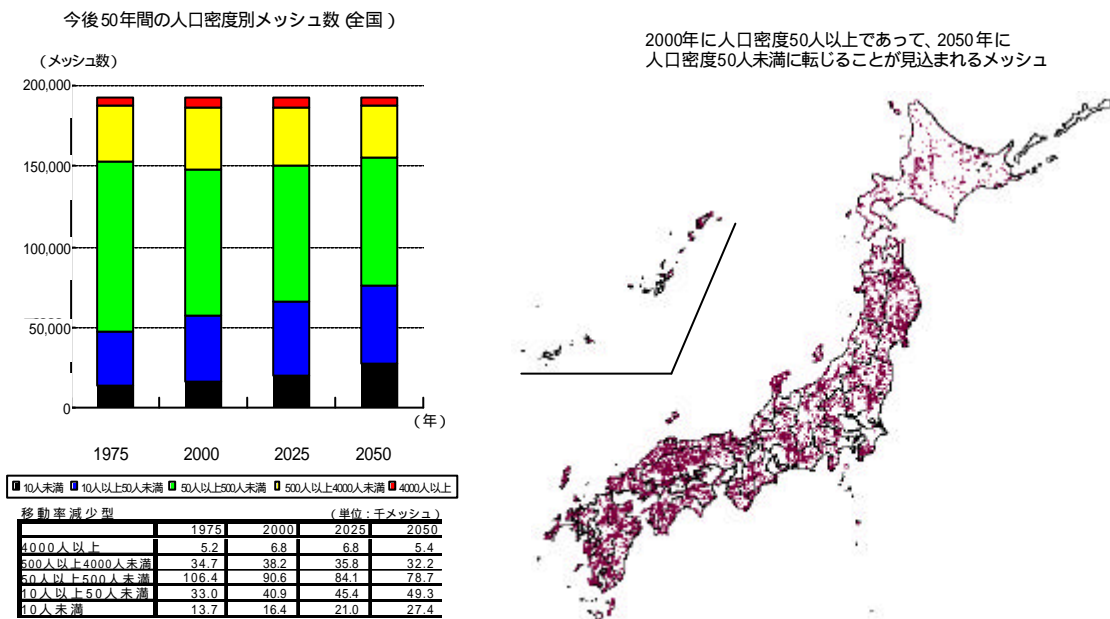 今後50年間の人口密度別メッシュ数(全国)
(メッシュ数)
200,000
150,000
100,000
50,000
0
(年)
1975 2000 2025 2050
10人未満 10人以上50人未満 50人以上500人未満 500人以上4000人未満 4000人以上
移動率減少型 (単位:千メッシュ)
1975 2000 2025 2050
4000人以上 5.2 6.8 6.8 5.4
500人以上4000人未満 34.7 38.2 35.8 32.2
50人以上500人未満 106.4 90.6 84.1 78.7
10人以上50人未満 33.0 40.9 45.4 49.3
10人未満 13.7 16.4 21.0 27.4
2000年に人口密度50人以上であって、2050年に
人口密度50人未満に転じることが見込まれるメッシュ